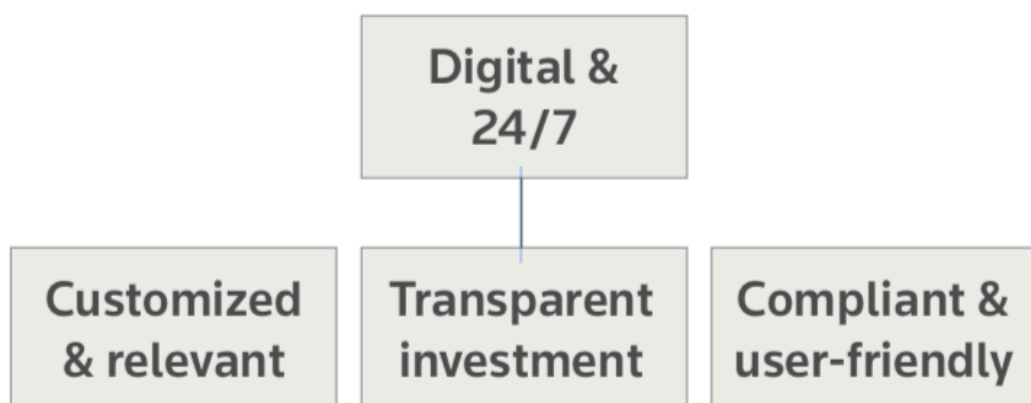 Digital &
24/7
Customized
& relevant
Transparent
investment
Compliant &
user-friendly